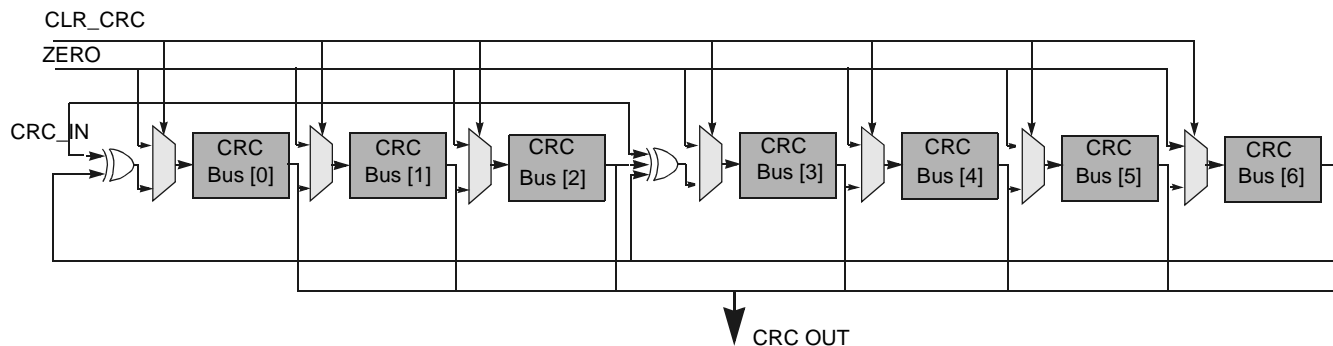 CLR_CRC
ZERO
CRC_IN
CRC
Bus [0]
CRC
Bus [1]
CRC
Bus [2]
CRC
Bus [3]
CRC
Bus [4]
CRC
Bus [5]
CRC
Bus [6]
CRC OUT